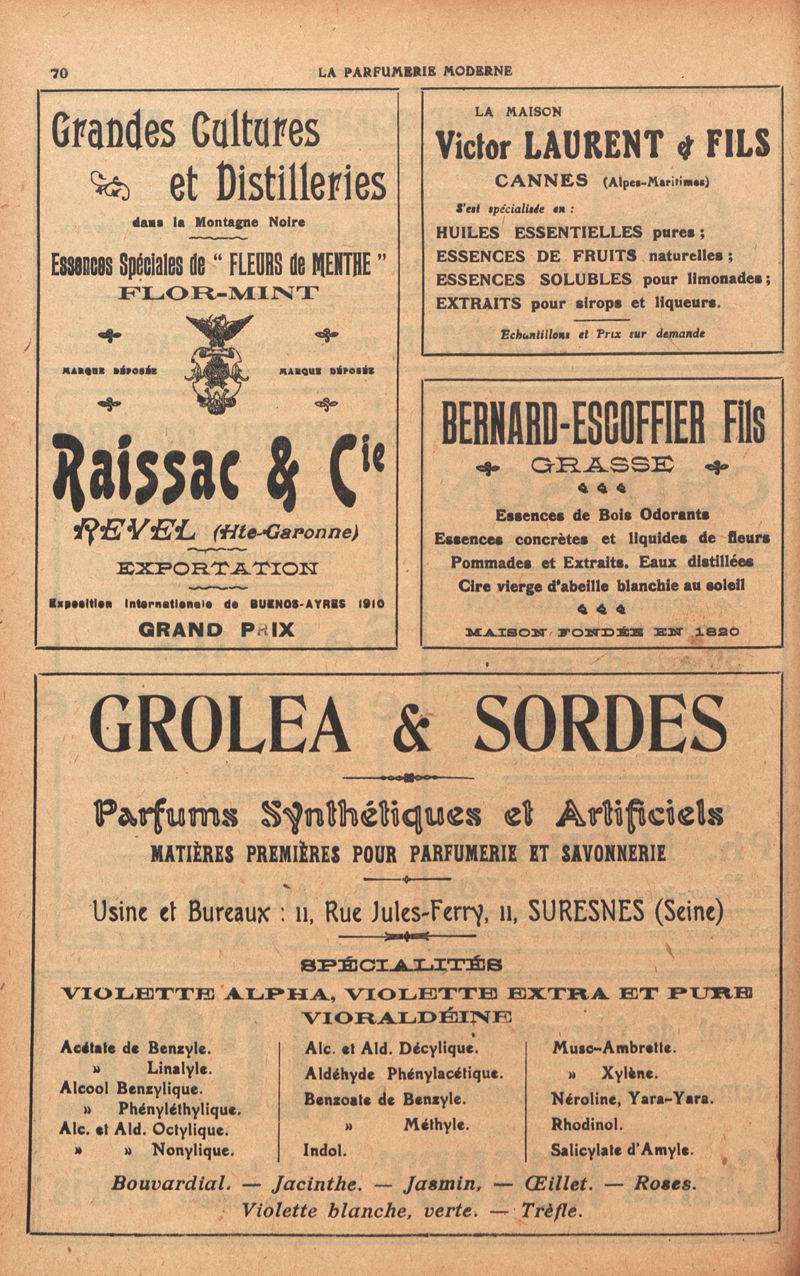 70
LA PARFUMERIE MODERNE
Grandes Cultures
et Distilleries
dans la Montagne Noire
Essences Spéciales de “ FLEURS de MENTHE ”
FLOR-MINT
MARQUE DÉPOSÉE MARQUE DÉPOSÉE
Raissac & Cie
REVEL (Hte-Garonne)
EXPORTATION
Exposition Internationale de BUENOS-AYRES 1910
GRAND PRIX
LA MAISON
Victor LAURENT & FILS
CANNES (Alpes-Maritimes)
S'est spécialisée en :
HUILES ESSENTIELLES pures ;
ESSENCES DE FRUITS naturelles ;
ESSENCES SOLUBLES pour limonades ;
EXTRAITS pour sirops et liqueurs.
Echantillons et Prix sur demande
BERNARD-ESCOFFIER Fils
GRASSE
Essences de Bois Odorants
Essences concrètes et liquides de fleurs
Pommades et Extraits. Eaux distillées
Cire vierge d'abeille blanchie au soleil
MAISON FONDÉE EN 1820
GROLEA & SORDES
Parfums Synthétiques et Artificiels
MATIÈRES PREMIÈRES POUR PARFUMERIE ET SAVONNERIE
Usine et Bureaux : 11, Rue Jules-Ferry, 11, SURESNES (Seine)
SPÉCIALITÉS
VIOLETTE ALPHA, VIOLETTE EXTRA ET PURE
VIORALDÉINE
Acétate de Benzyle.
» Linalyle.
Alcool Benzylique.
» Phényléthylique.
Alc. et Ald. Octylique.
» » Nonylique.
Alc. et Ald. Décylique.
Aldéhyde Phénylacétique.
Benzoate de Benzyle.
» Méthyle.
Indol.
Musc-Ambrette.
» Xylène.
Néroline, Yara-Yara.
Rhodinol.
Salicylate d'Amyle.
Bouvardial. — Jacinthe. — Jasmin, — Œillet. — Roses.
Violette blanche, verte. — Trèfle.